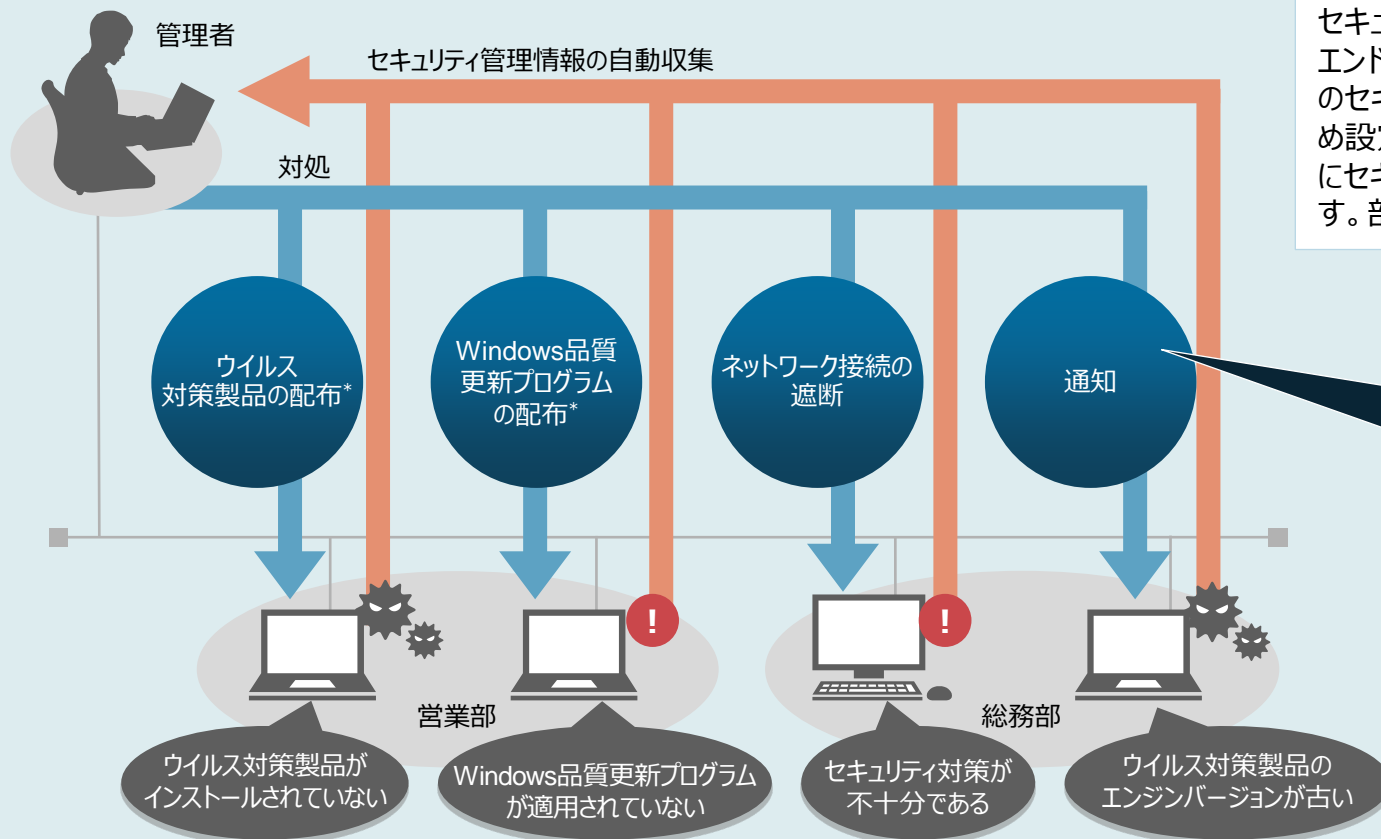 管理者
セキュリティ管理情報の自動収集
対処
ウイルス
対策製品の配布*
Windows品質
更新プログラム
の配布*
ネットワーク接続の
遮断
通知
!
!
営業部
総務部
ウイルス対策製品が
インストールされていない
Windows品質更新プログラム
が適用されていない
セキュリティ対策が
不十分である
ウイルス対策製品の
エンジンバージョンが古い
エンド
のセキ
め設定
にセキ
す。部